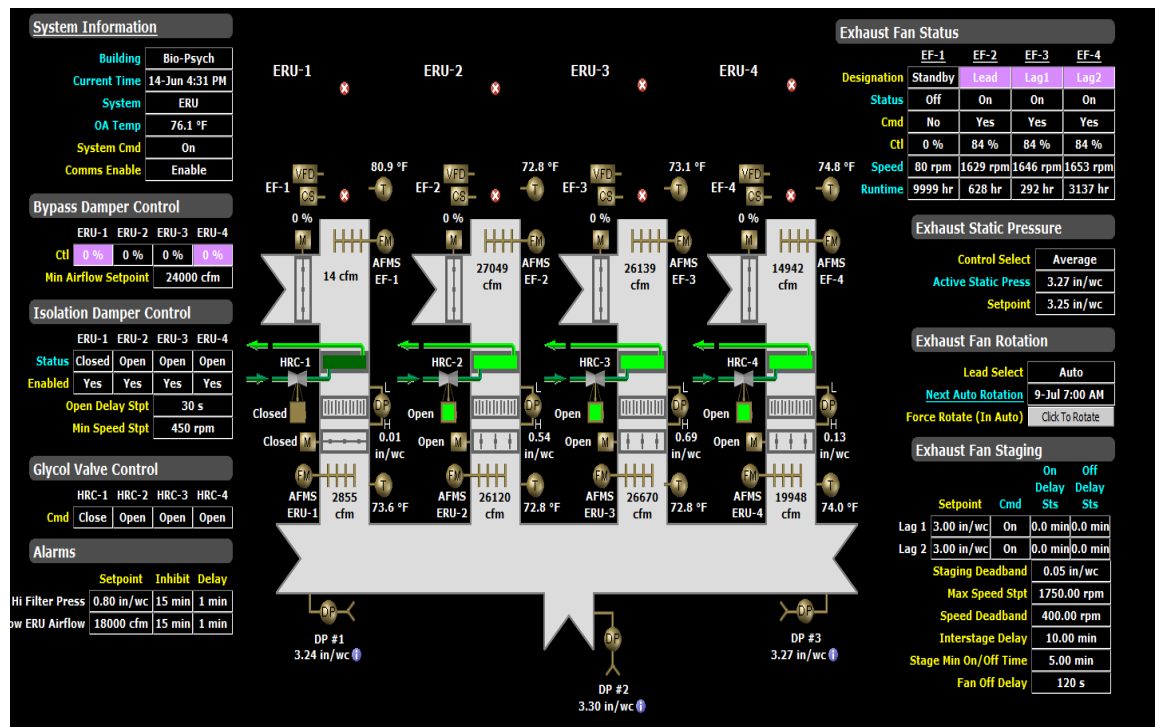 System Information
Building Bio-Psych
Current Time 14-Jun 4:31 PM
System ERU
OA Temp 76.1 °F
System Cmd On
Comms Enable Enable
Bypass Damper Control
ERU-1 ERU-2 ERU-3 ERU-4
Ctl 0 % 0 % 0 % 0 %
Min Airflow Setpoint 24000 cfm
Isolation Damper Control
ERU-1 ERU-2 ERU-3 ERU-4
Status Closed Open Open Open
Enabled Yes Yes Yes Yes
Open Delay Stpt 30 s
Min Speed Stpt 450 rpm
Glycol Valve Control
HRC-1 HRC-2 HRC-3 HRC-4
Cmd Close Open Open Open
Alarms
Setpoint Inhibit Delay
Hi Filter Press 0.80 in/wc 15 min 1 min
ow ERU Airflow 18000 cfm 15 min 1 min
ERU-1 ERU-2 ERU-3 ERU-4
80.9 °F 72.8 °F 73.1 °F 74.8 °F
VFD VFD VFD VFD
EF-1 EF-2 EF-3 EF-4
CS CS CS CS
T T T T
0 % 0 % 0 % 0 %
M FM M FM M FM M FM
AFMS AFMS AFMS AFMS
EF-1 EF-2 EF-3 EF-4
14 cfm 27049 cfm 26139 cfm 14942 cfm
HRC-1 HRC-2 HRC-3 HRC-4
L L L L
DP DP DP DP
H H H H
Closed Open Open Open
Closed M Open M Open M Open M
0.01 in/wc 0.54 in/wc 0.69 in/wc 0.13 in/wc
FM FM FM FM
T T T T
AFMS AFMS AFMS AFMS
ERU-1 ERU-2 ERU-3 ERU-4
2855 cfm 26120 cfm 26670 cfm 19948 cfm
73.6 °F 72.8 °F 72.8 °F 74.0 °F
DP DP DP
DP #1
3.24 in/wc
DP #2
3.30 in/wc
DP #3
3.27 in/wc
Exhaust Fan Status
EF-1 EF-2 EF-3 EF-4
Designation Standby Lead Lag1 Lag2
Status Off On On On
Cmd No Yes Yes Yes
Ctl 0 % 84 % 84 % 84 %
Speed 80 rpm 1629 rpm 1646 rpm 1653 rpm
Runtime 9999 hr 628 hr 292 hr 3137 hr
Exhaust Static Pressure
Control Select Average
Active Static Press 3.27 in/wc
Setpoint 3.25 in/wc
Exhaust Fan Rotation
Lead Select Auto
Next Auto Rotation 9-Jul 7:00 AM
Force Rotate (In Auto) Click To Rotate
Exhaust Fan Staging
On Off
Delay Delay
Setpoint Cmd Sts Sts
Lag 1 3.00 in/wc On 0.0 min 0.0 min
Lag 2 3.00 in/wc On 0.0 min 0.0 min
Staging Deadband 0.05 in/wc
Max Speed Stpt 1750.00 rpm
Speed Deadband 400.00 rpm
Interstage Delay 10.00 min
Stage Min On/Off Time 5.00 min
Fan Off Delay 120 s